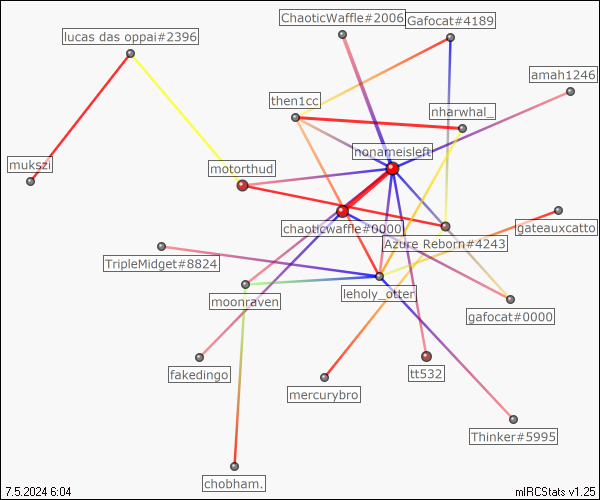 ChaoticWaffle#2006
Gafocat#4189
lucas das oppai#2396
amah1246
then1cc
nharwhal_
nonameisleft
mukszi
motorthud
chaoticwaffle#0000
gateauxcatto
Azure Reborn#4243
TripleMidget#8824
leholy_otter
moonraven
gafocat#0000
fakedingo
tt532
mercurybro
Thinker#5995
chobham.
7.5.2024 6:04
mIRCStats v1.25